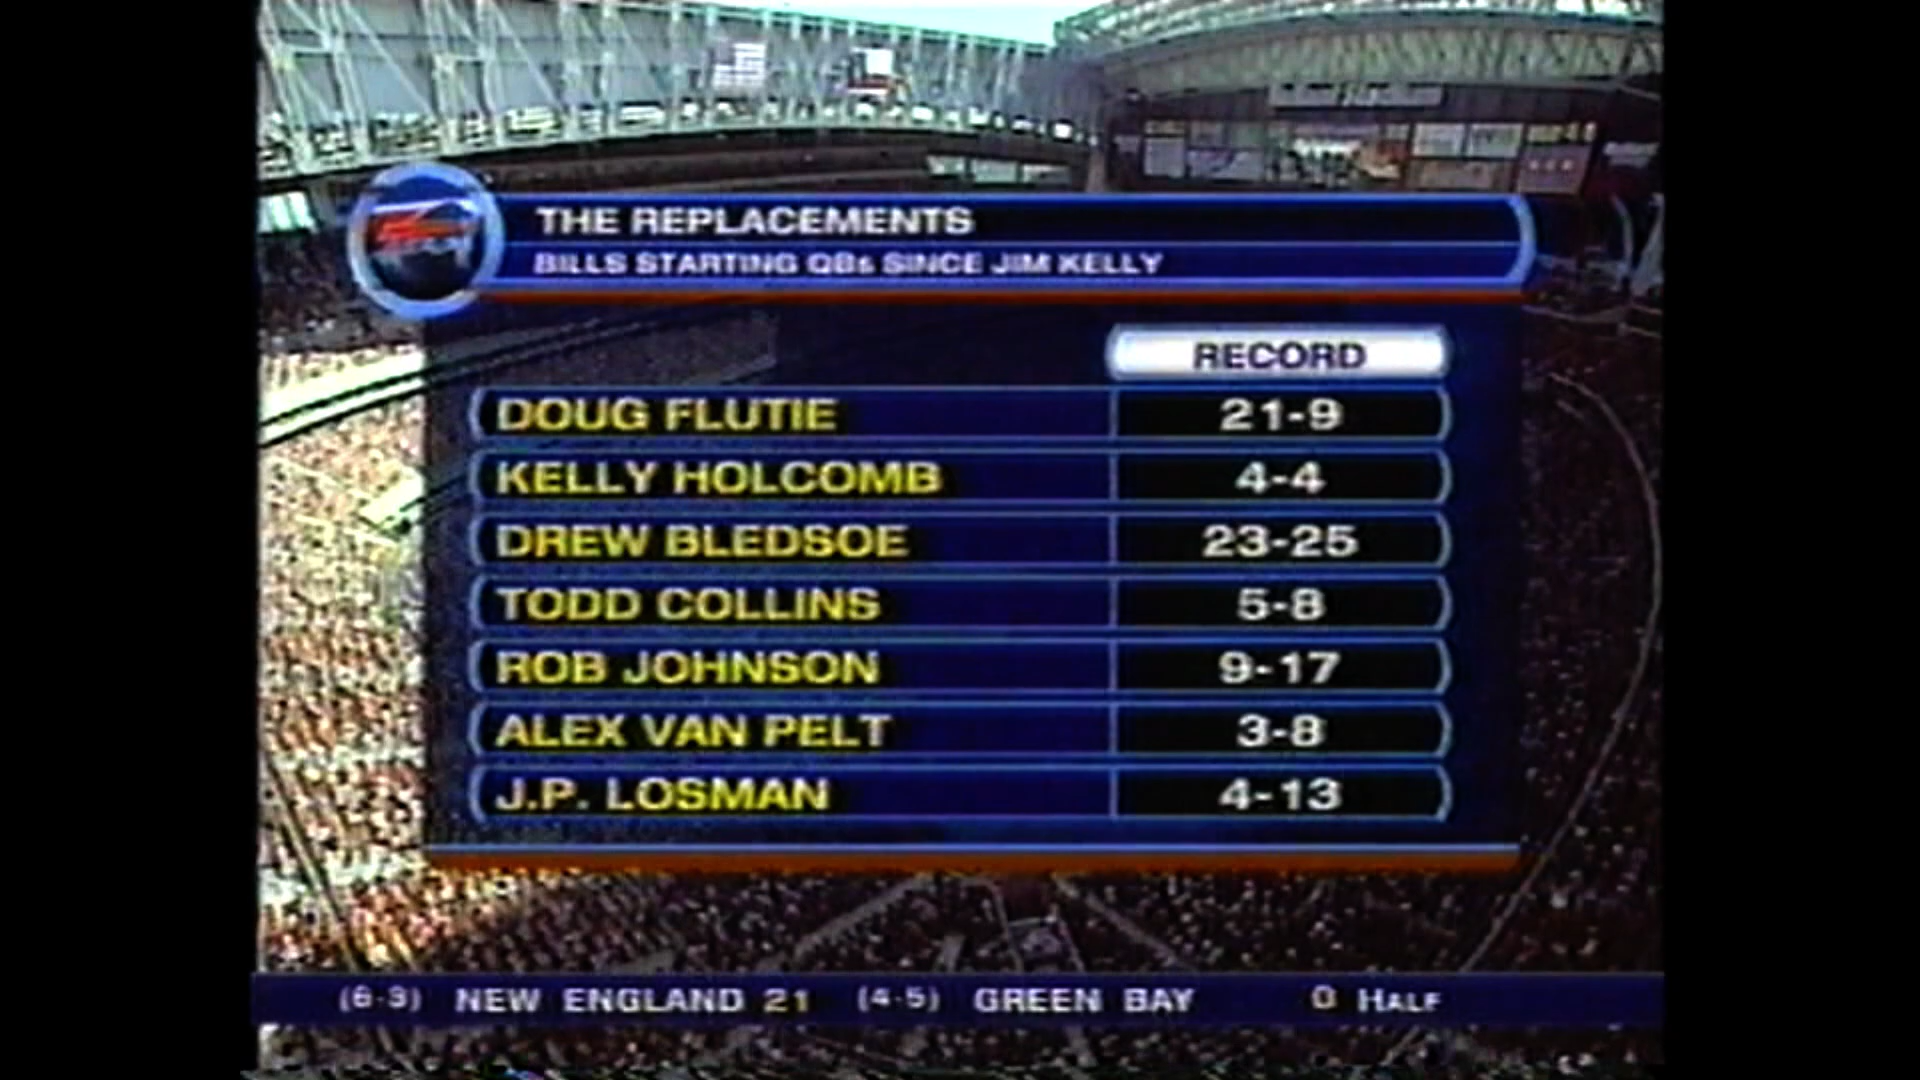 THE REPLACEMENTS
BILLS STARTING QBs SINCE JIM KELLY
RECORD
DOUG FLUTIE 21-9
KELLY HOLCOMB 4-4
DREW BLEDSOE 23-25
TODD COLLINS 5-8
ROB JOHNSON 9-17
ALEX VAN PELT 3-8
J.P. LOSMAN 4-13
(6-3) NEW ENGLAND 21 (4-5) GREEN BAY 0 HALF